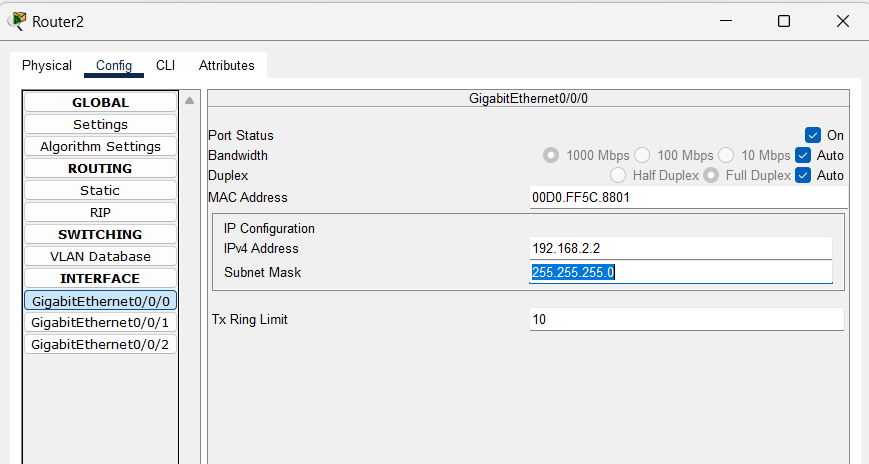 Router2
Physical Config CLI Attributes
GLOBAL
Settings
Algorithm Settings
ROUTING
Static
RIP
SWITCHING
VLAN Database
INTERFACE
GigabitEthernet0/0/0
GigabitEthernet0/0/1
GigabitEthernet0/0/2
GigabitEthernet0/0/0
Port Status On
Bandwidth 1000 Mbps 100 Mbps 10 Mbps Auto
Duplex Half Duplex Full Duplex Auto
MAC Address 00D0.FF5C.8801
IP Configuration
IPv4 Address 192.168.2.2
Subnet Mask 255.255.255.0
Tx Ring Limit 10